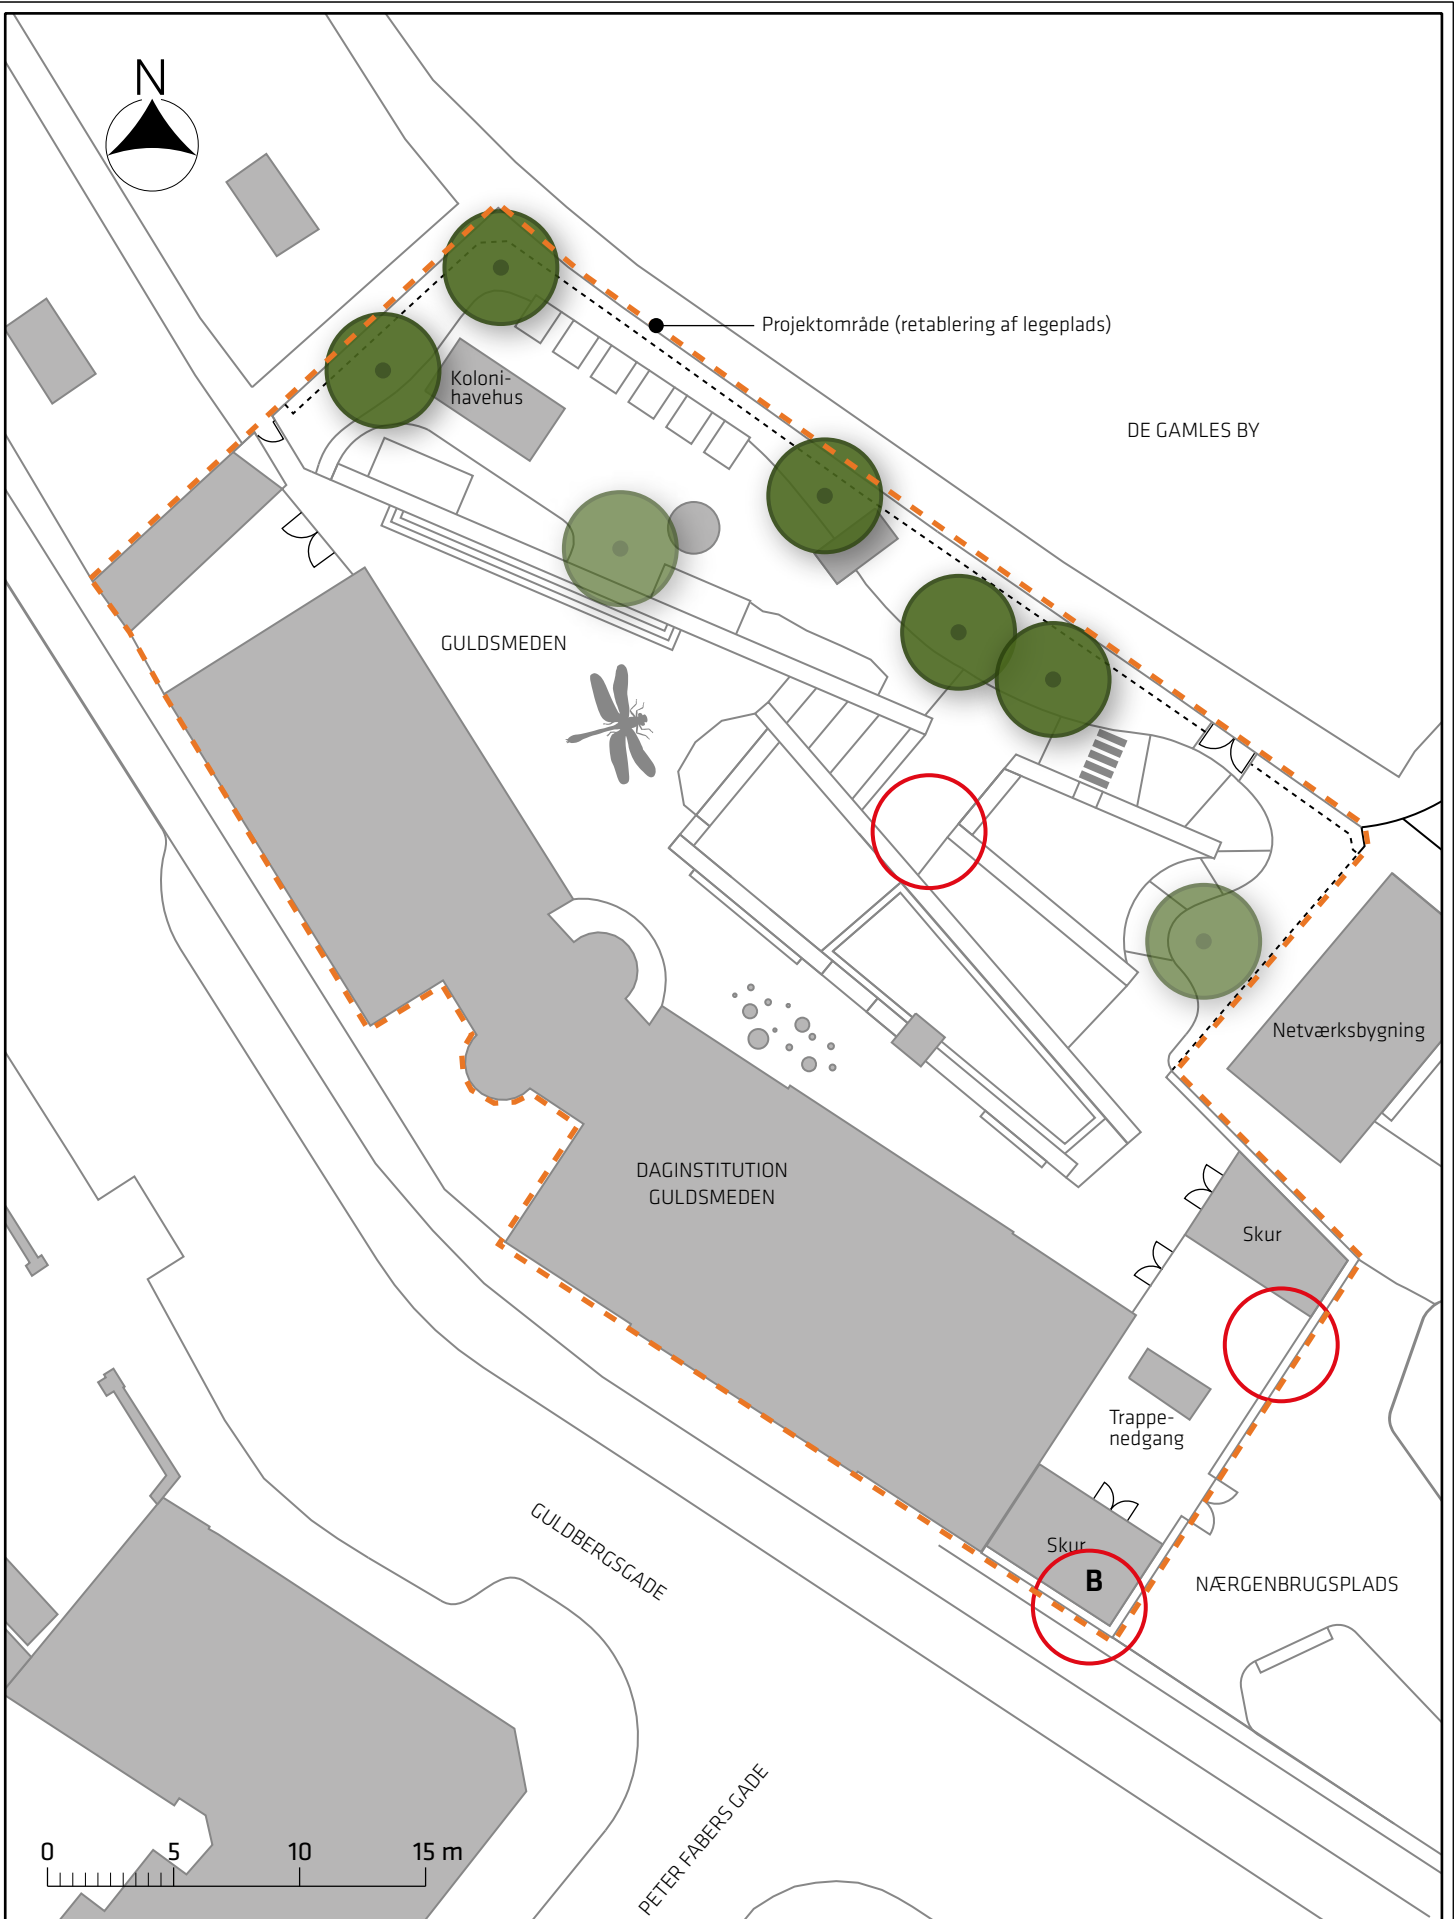 N
Projektområde (retablering af legeplads)
Koloni-
havehus
DE GAMLES BY
GULDSMEDEN
Netværksbygning
DAGINSTITUTION
GULDSMEDEN
Skur
Trappe-
nedgang
GULDBERGSGADE
Skur
B
NÆRGENBRUGSPLADS
PETER FABERS GADE
0 5 10 15 m